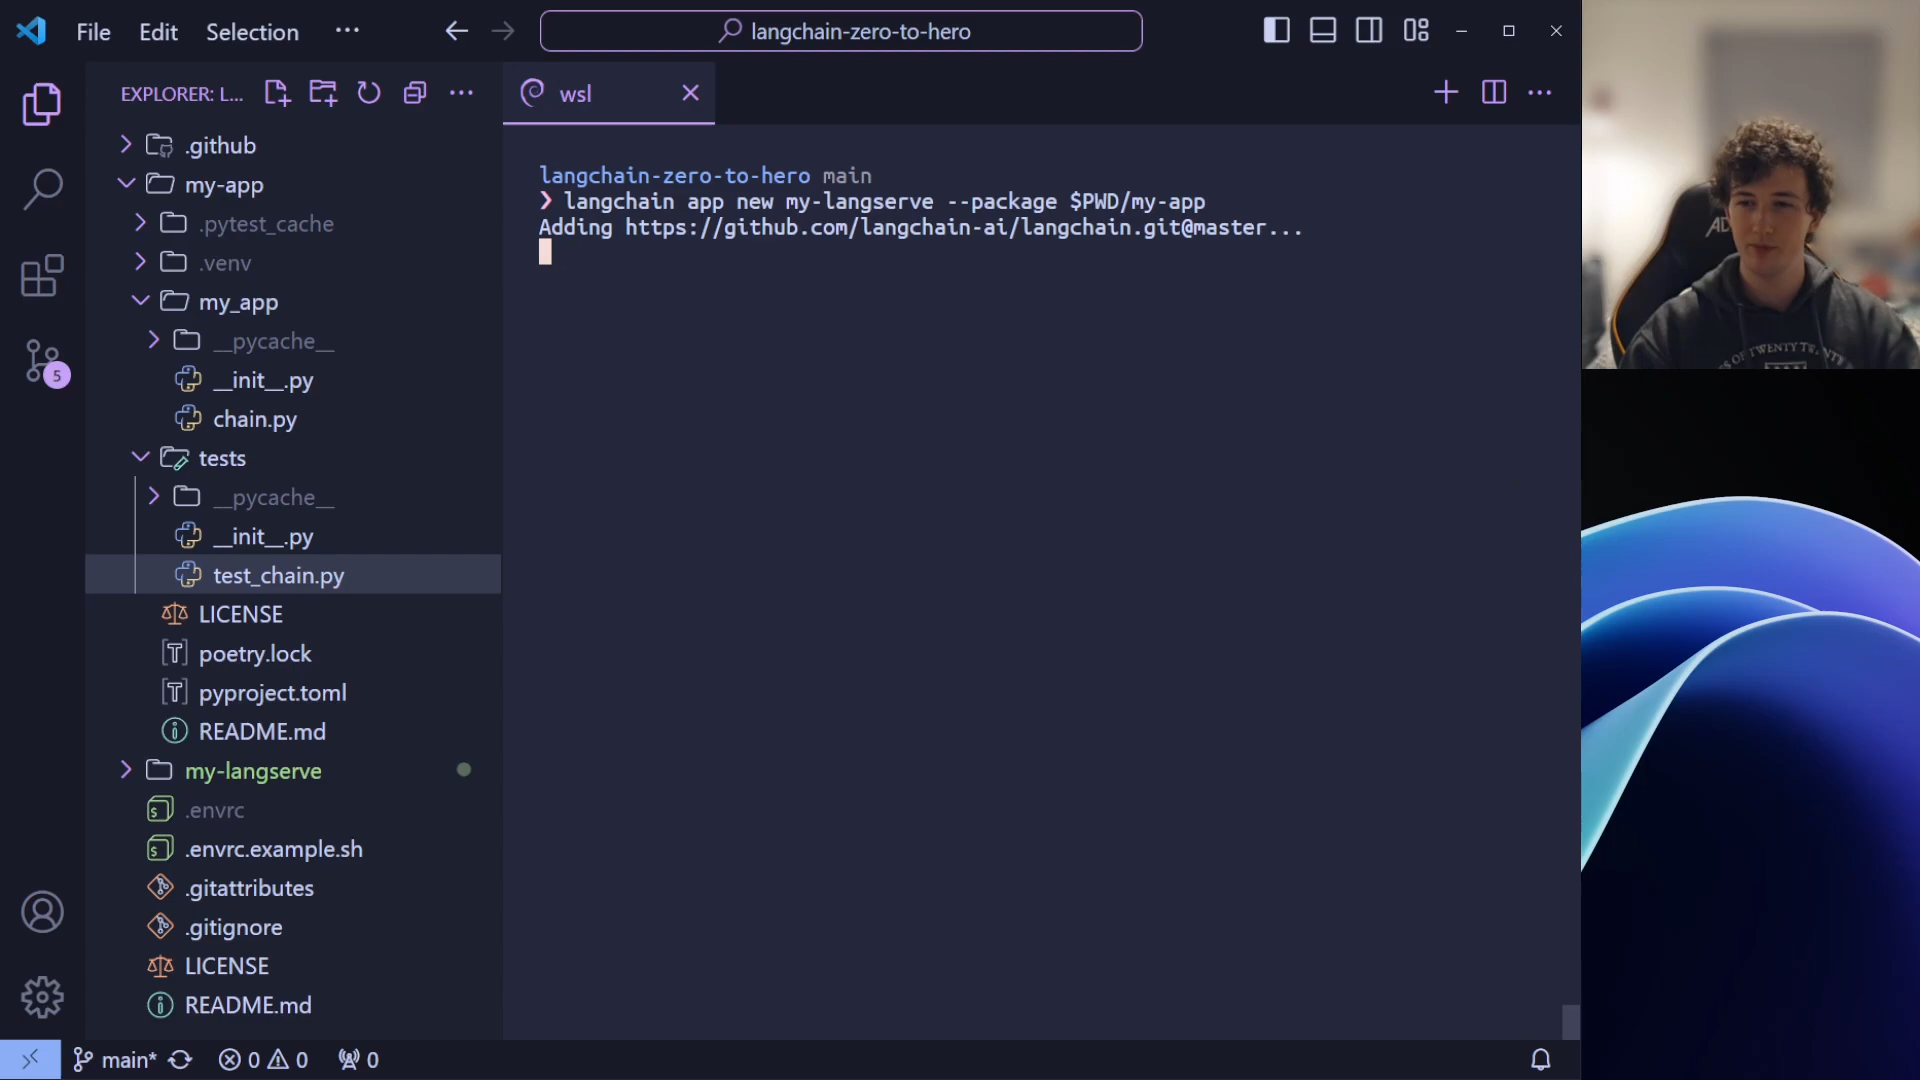 File Edit Selection ···
langchain-zero-to-hero
EXPLORER: L...
wsl
.github
my-app
.pytest_cache
.venv
my_app
__pycache__
__init__.py
chain.py
tests
__pycache__
__init__.py
test_chain.py
LICENSE
poetry.lock
pyproject.toml
README.md
my-langserve
.envrc
.envrc.example.sh
.gitattributes
.gitignore
LICENSE
README.md
langchain-zero-to-hero main
❯ langchain app new my-langserve --package $PWD/my-app
Adding https://github.com/langchain-ai/langchain.git@master...
5
main* 0 0 0